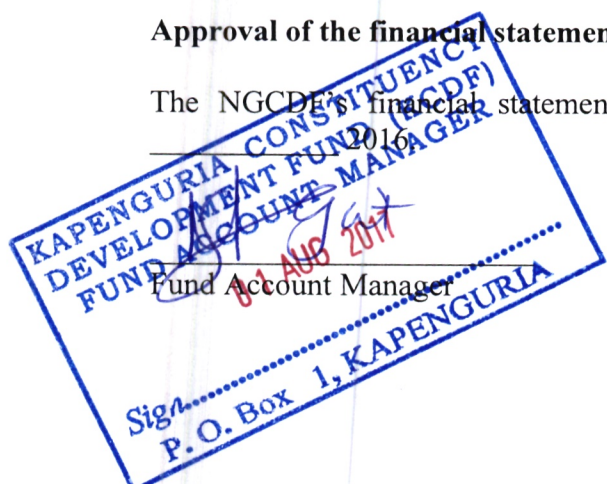 Approval of the financial statemen
The NGCDF's financial statemen
2016.
KAPENGURIA CONSTITUENCY
DEVELOPMENT FUND (KCDF)
FUND ACCOUNT MANAGER
01 AUG 2017
Fund Account Manager
Sign
P. O. Box 1, KAPENGURIA